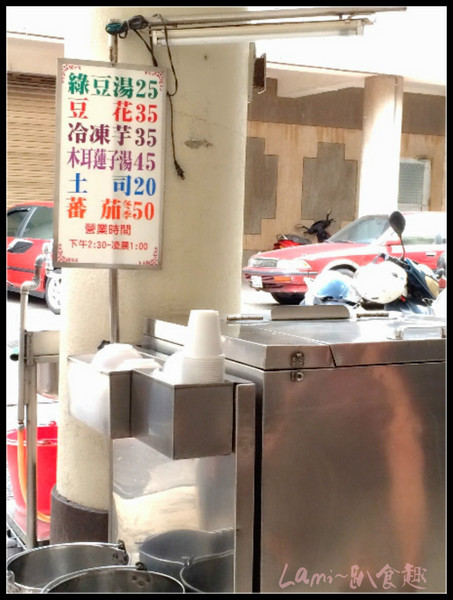 綠豆湯25
豆花35
冷凍芋35
木耳蓮子湯45
土司20
蕃茄冬季50
營業時間
下午2:30~凌晨1:00
Lami~趴食趣